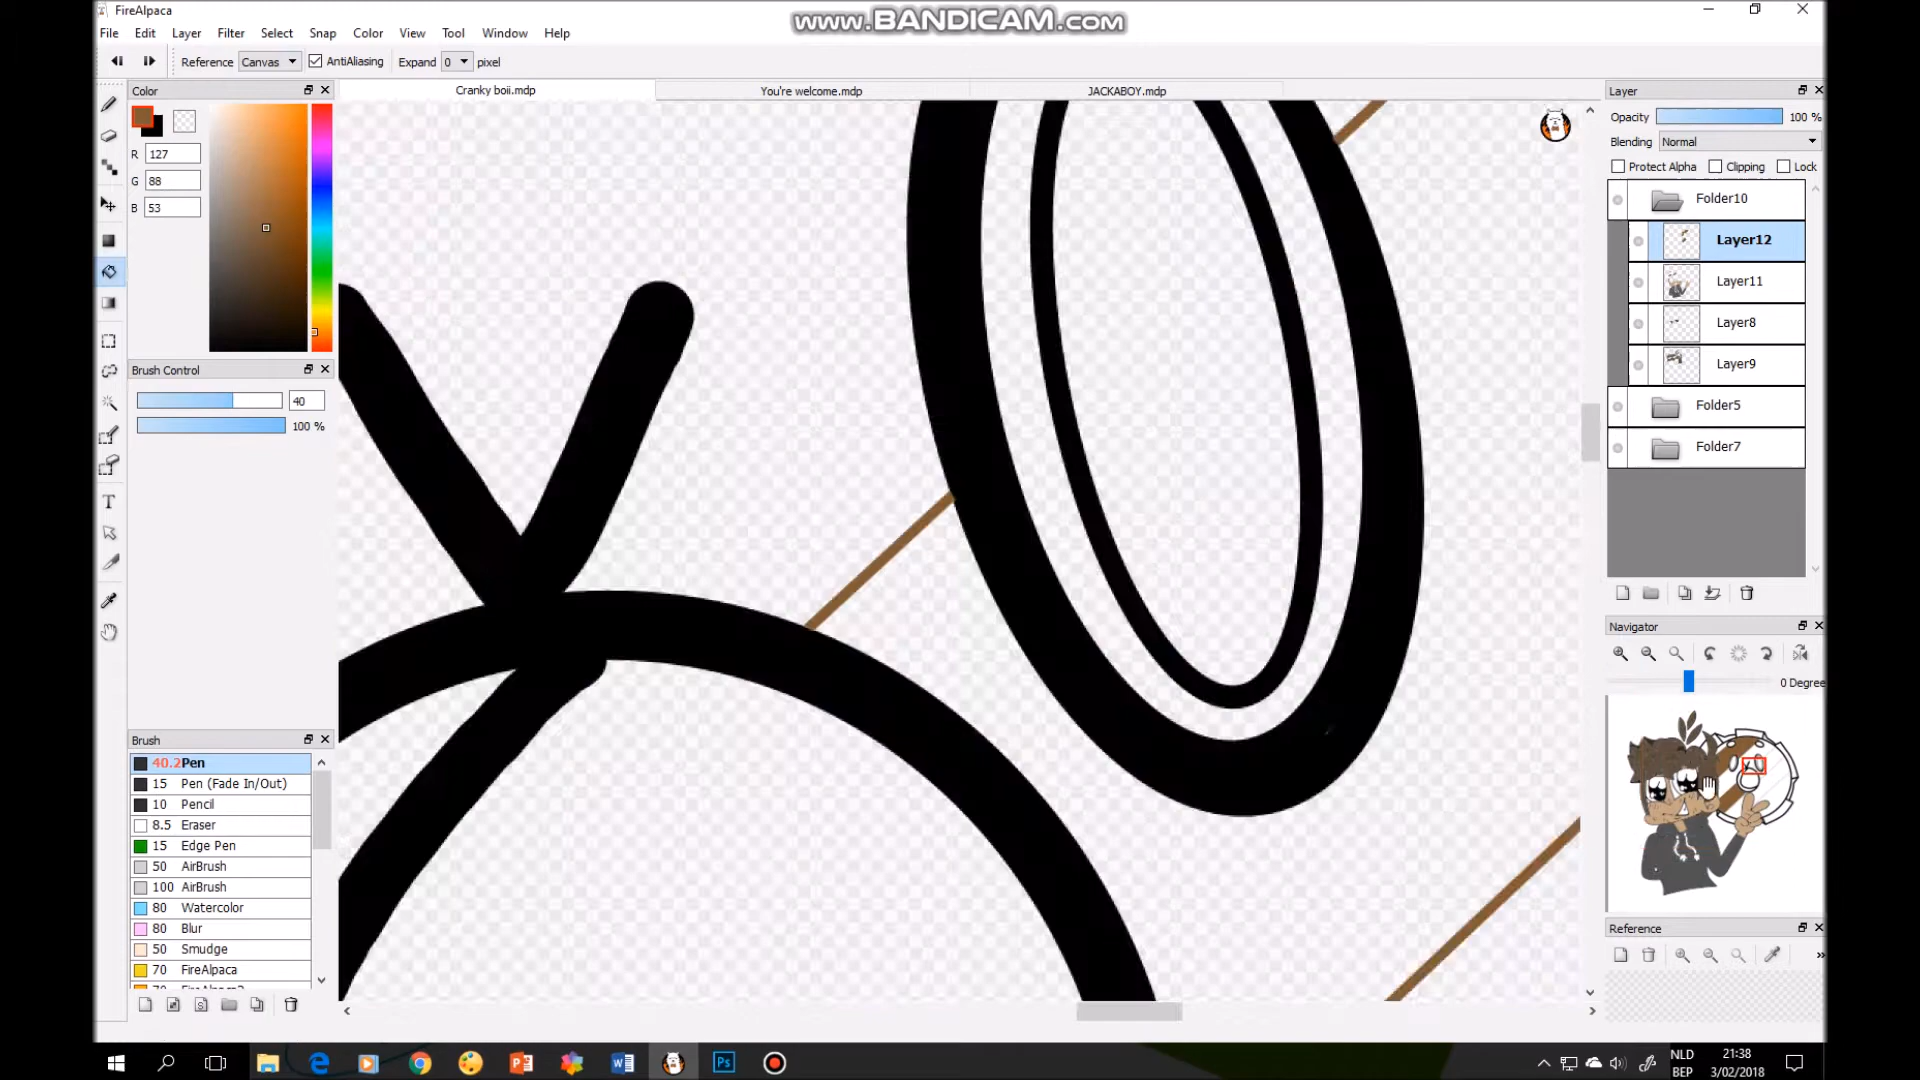 FireAlpaca
www.BANDICAM.com
File Edit Layer Filter Select Snap Color View Tool Window Help
Reference Canvas AntiAliasing Expand 0 pixel
Color
Cranky boii.mdp You're welcome.mdp JACKABOY.mdp
R 127
G 88
B 53
Brush Control
40
100 %
Brush
40.2 Pen
15 Pen (Fade In/Out)
10 Pencil
8.5 Eraser
15 Edge Pen
50 AirBrush
100 AirBrush
80 Watercolor
80 Blur
50 Smudge
70 FireAlpaca
Layer
Opacity 100 %
Blending Normal
Protect Alpha Clipping Lock
Folder10
Layer12
Layer11
Layer8
Layer9
Folder5
Folder7
Navigator
0 Degree
Reference
NLD 21:38
BEP 3/02/2018